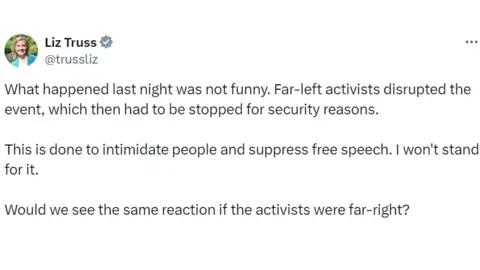 Liz Truss
@trussliz
What happened last night was not funny. Far-left activists disrupted the
event, which then had to be stopped for security reasons.
This is done to intimidate people and suppress free speech. I won't stand
for it.
Would we see the same reaction if the activists were far-right?